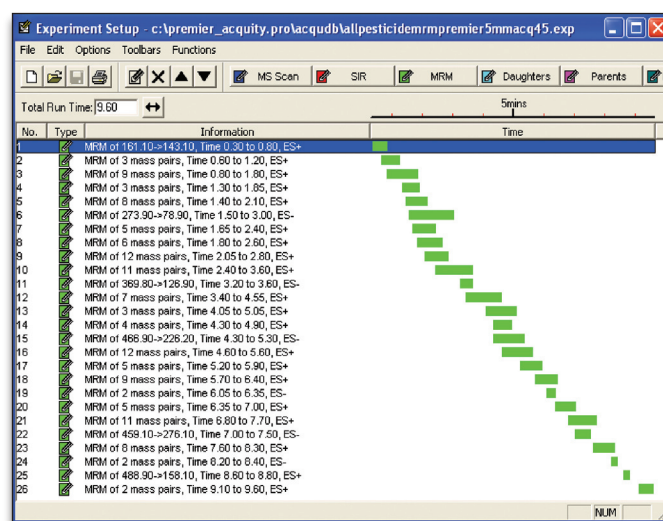 Experiment Setup - c:\premier_acquity.pro\acqudb\allpesticidemrmpremier5mmacq45.exp
File Edit Options Toolbars Functions
MS Scan SIR MRM Daughters Parents
Total Run Time: 9.60 5mins
No. Type Information Time
1 MRM of 161.10->143.10, Time 0.30 to 0.80, ES+
2 MRM of 3 mass pairs, Time 0.60 to 1.20, ES+
3 MRM of 9 mass pairs, Time 0.80 to 1.80, ES+
4 MRM of 3 mass pairs, Time 1.30 to 1.85, ES+
5 MRM of 8 mass pairs, Time 1.40 to 2.10, ES+
6 MRM of 273.90->78.90, Time 1.50 to 3.00, ES-
7 MRM of 5 mass pairs, Time 1.65 to 2.40, ES+
8 MRM of 6 mass pairs, Time 1.80 to 2.60, ES+
9 MRM of 12 mass pairs, Time 2.05 to 2.80, ES+
10 MRM of 11 mass pairs, Time 2.40 to 3.60, ES+
11 MRM of 369.80->126.90, Time 3.20 to 3.60, ES-
12 MRM of 7 mass pairs, Time 3.40 to 4.55, ES+
13 MRM of 3 mass pairs, Time 4.05 to 5.05, ES+
14 MRM of 4 mass pairs, Time 4.30 to 4.90, ES+
15 MRM of 466.90->226.20, Time 4.30 to 5.30, ES-
16 MRM of 12 mass pairs, Time 4.60 to 5.60, ES+
17 MRM of 5 mass pairs, Time 5.20 to 5.90, ES+
18 MRM of 9 mass pairs, Time 5.70 to 6.40, ES+
19 MRM of 2 mass pairs, Time 6.05 to 6.35, ES-
20 MRM of 5 mass pairs, Time 6.35 to 7.00, ES+
21 MRM of 11 mass pairs, Time 6.80 to 7.70, ES+
22 MRM of 459.10->276.10, Time 7.00 to 7.50, ES-
23 MRM of 8 mass pairs, Time 7.60 to 8.30, ES+
24 MRM of 2 mass pairs, Time 8.20 to 8.40, ES-
25 MRM of 488.90->158.10, Time 8.60 to 8.80, ES+
26 MRM of 2 mass pairs, Time 9.10 to 9.60, ES+
NUM